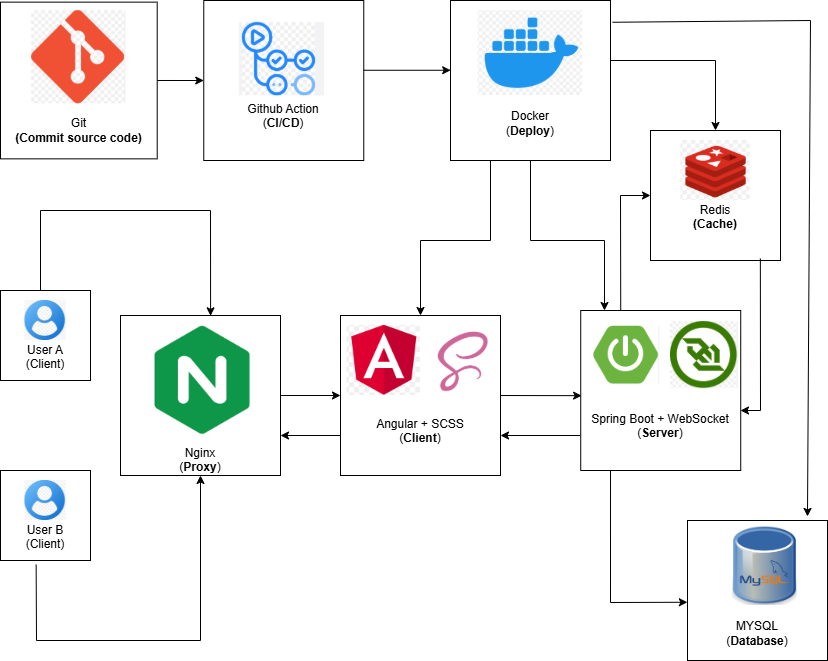 Git
(Commit source code)
Github Action
(CI/CD)
Docker
(Deploy)
Redis
(Cache)
User A
(Client)
N
Nginx
(Proxy)
A
Angular + SCSS
(Client)
Spring Boot + WebSocket
(Server)
User B
(Client)
MySQL
MYSQL
(Database)